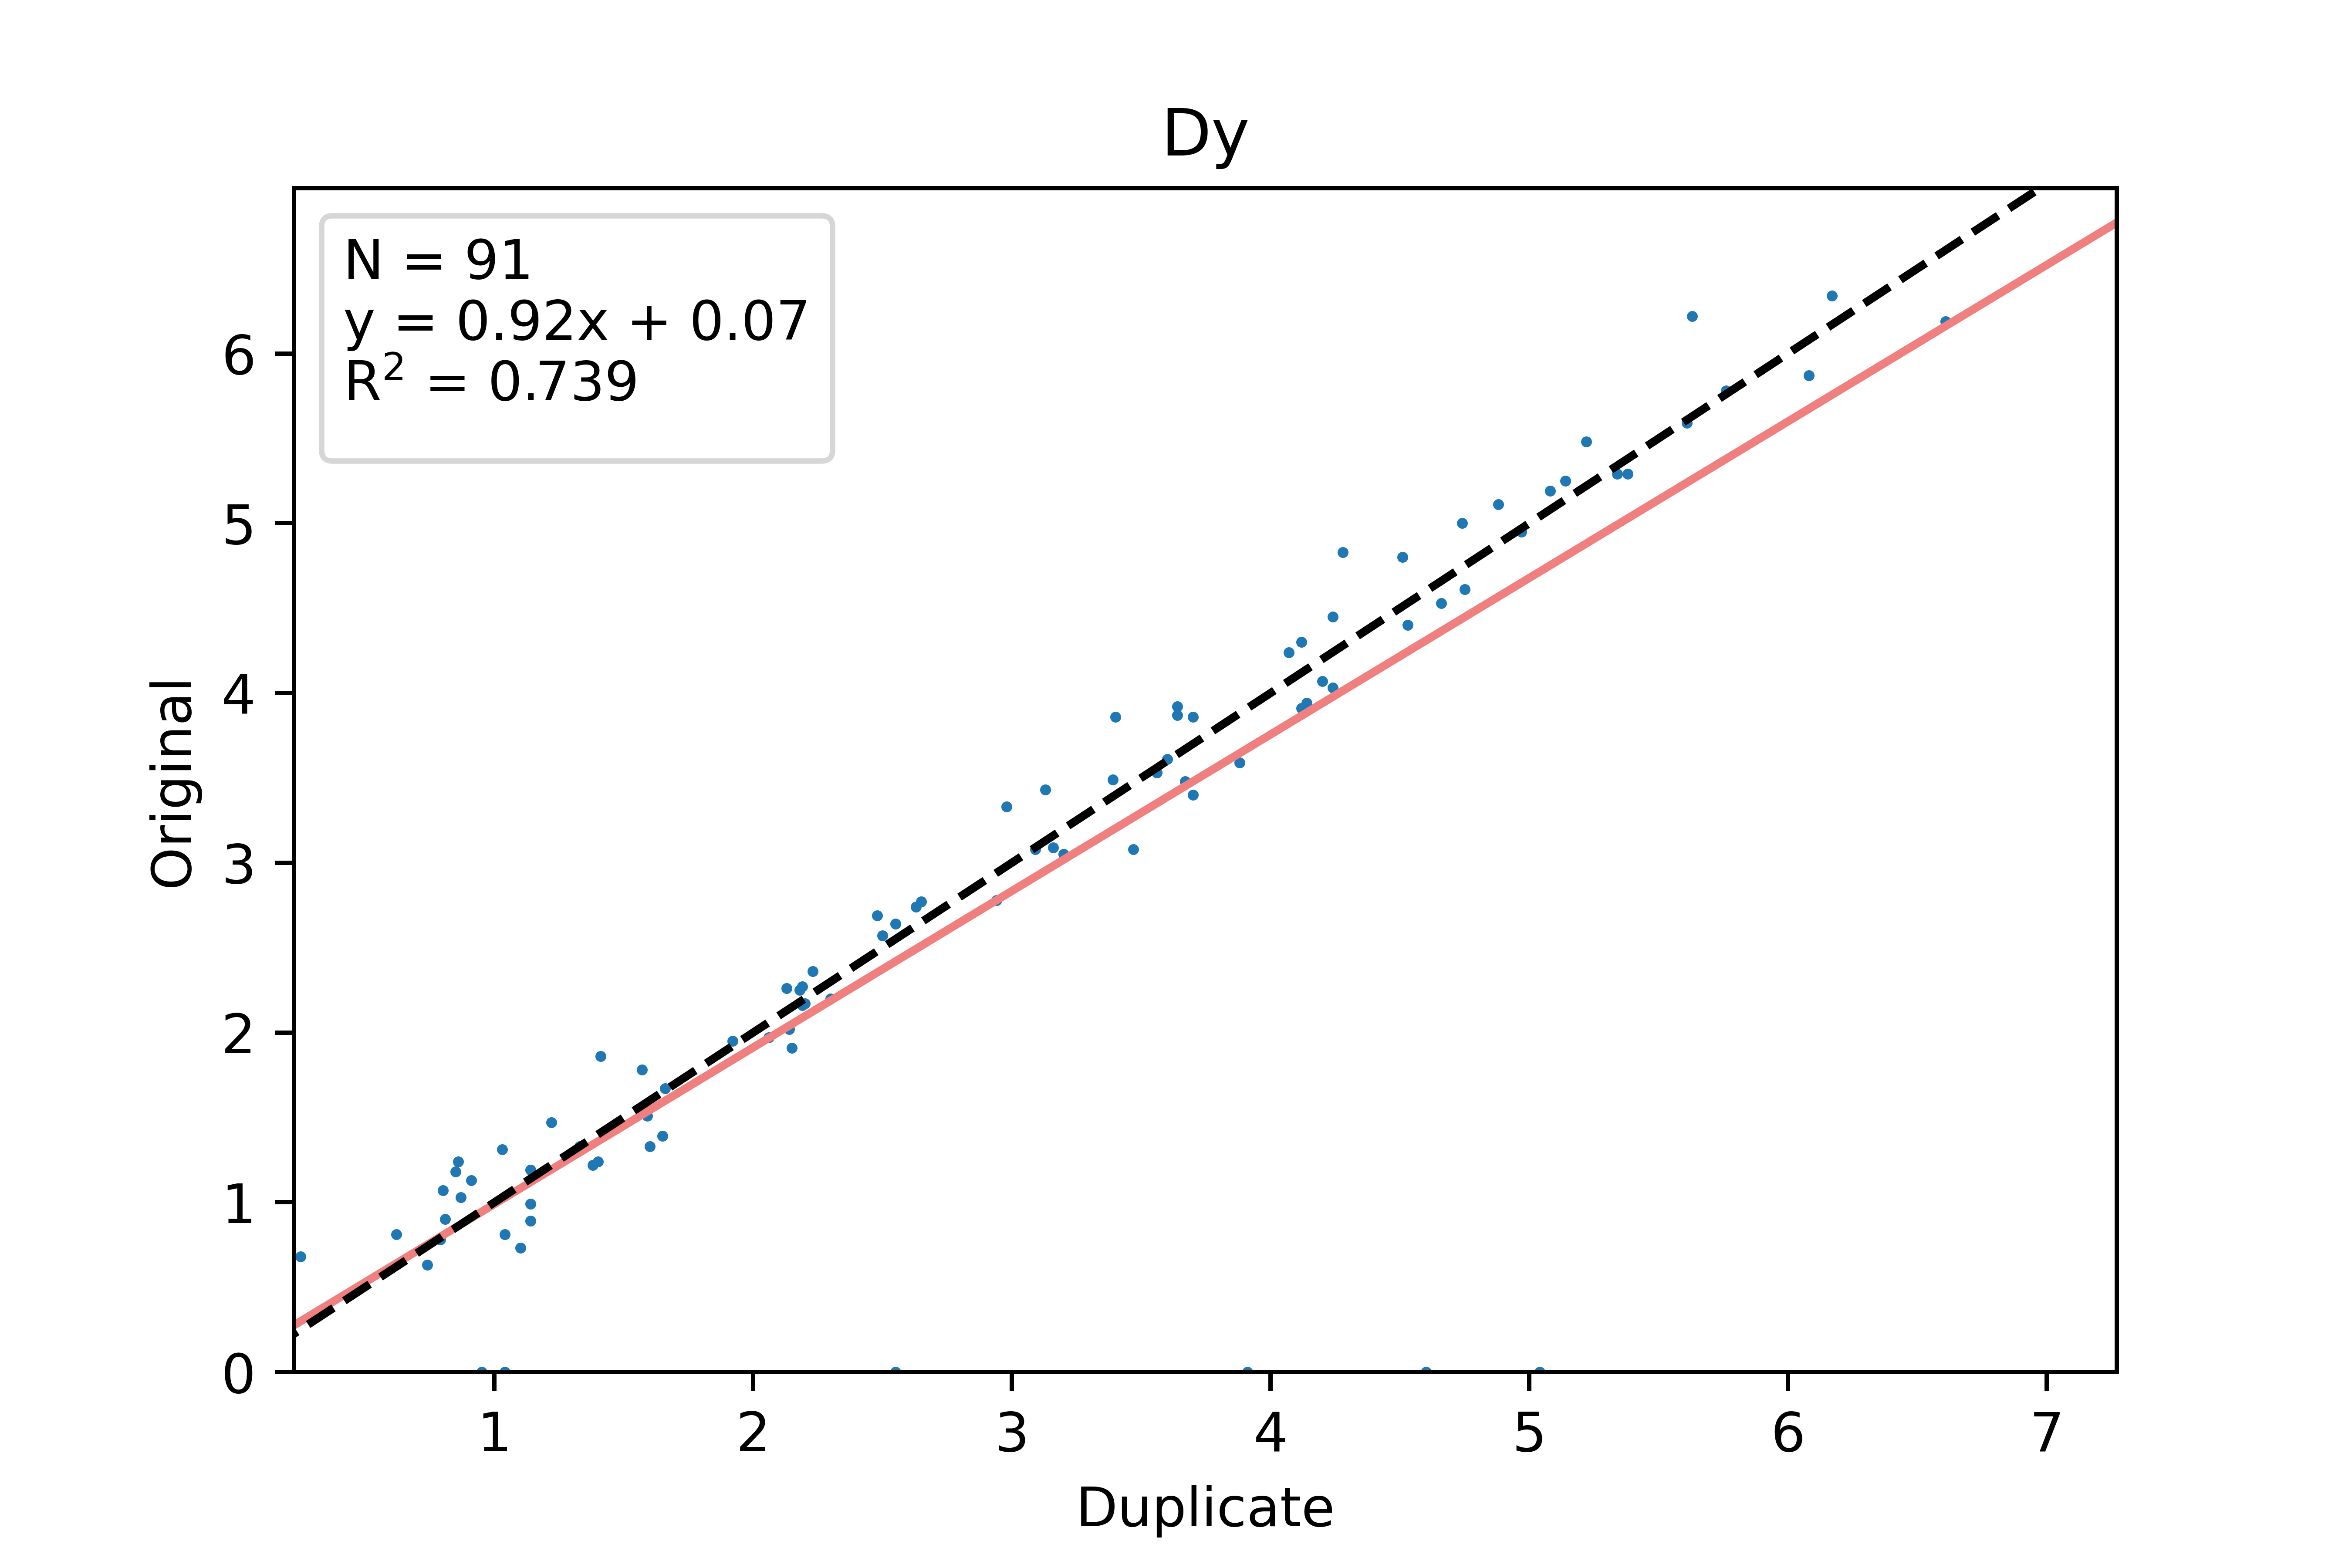 Dy
N = 91
y = 0.92x + 0.07
R² = 0.739
Original
6
5
4
3
2
1
0
1 2 3 4 5 6 7
Duplicate